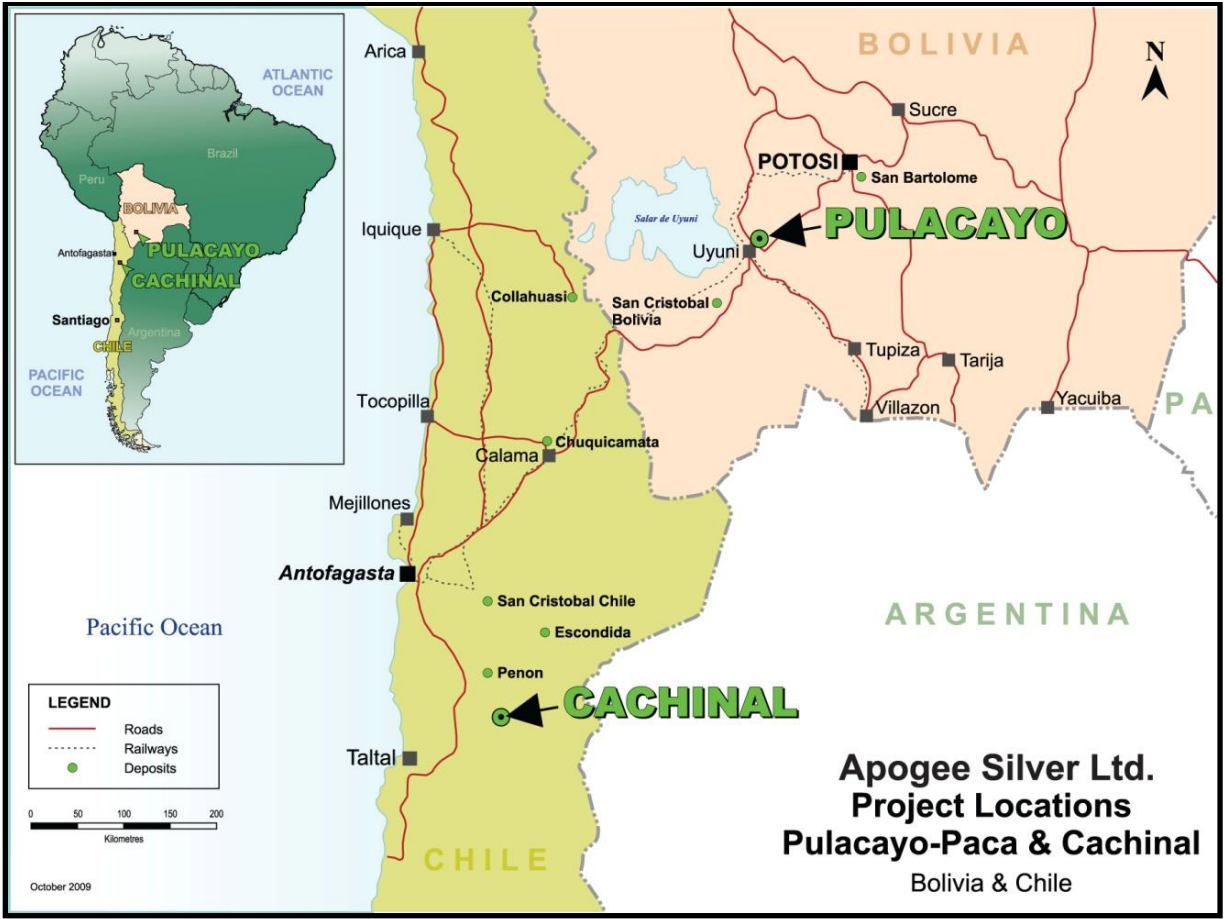 ATLANTIC
OCEAN
Brazil
Peru
BOLIVIA
Antofagasta
PULACAYO
CACHINAL
Santiago
Argentina
CHILE
PACIFIC
OCEAN
BOLIVIA
N
Arica
Sucre
POTOSI
San Bartolome
Salar de Uyuni
PULACAYO
Iquique
Uyuni
Collahuasi
San Cristobal
Bolivia
Tupiza
Tarija
Tocopilla
Villazon
Yacuiba
PA
Chuquicamata
Calama
Mejillones
Antofagasta
San Cristobal Chile
ARGENTINA
Pacific Ocean
Escondida
Penon
CACHINAL
LEGEND
Roads
Railways
Deposits
Taltal
0 50 100 150 200
Kilometres
CHILE
Apogee Silver Ltd.
Project Locations
Pulacayo-Paca & Cachinal
Bolivia & Chile
October 2009